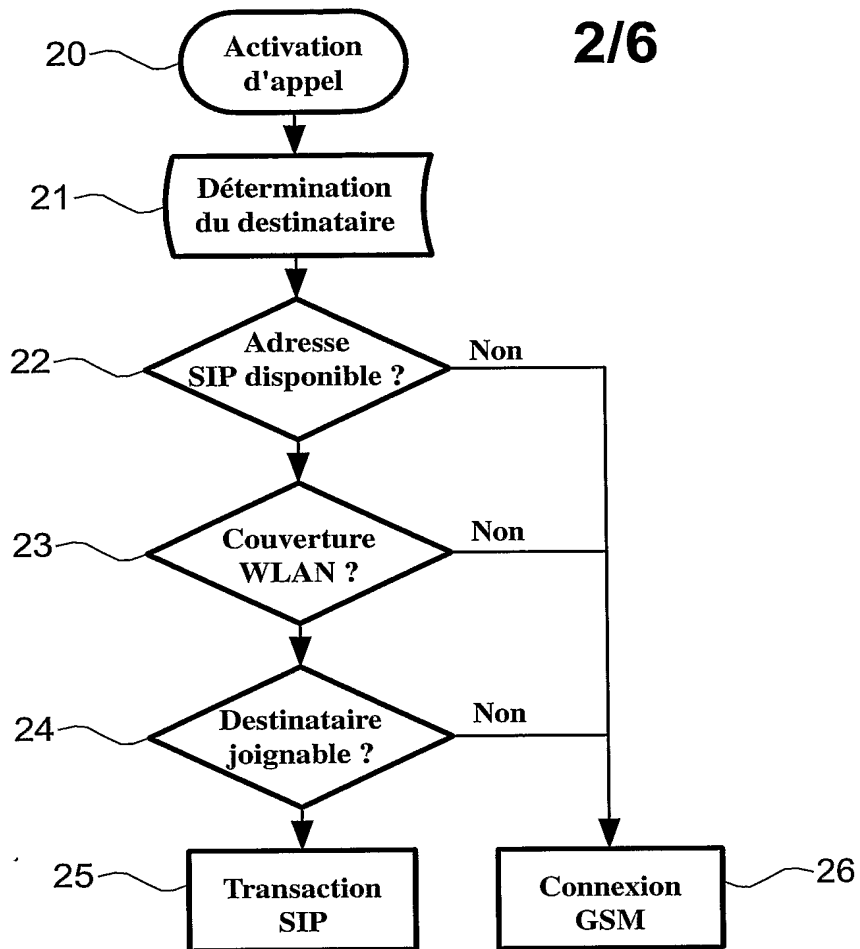 2/6
20
Activation
d'appel
21
Détermination
du destinataire
22
Adresse
SIP disponible ?
Non
23
Couverture
WLAN ?
Non
24
Destinataire
joignable ?
Non
25
Transaction
SIP
Connexion
GSM
26